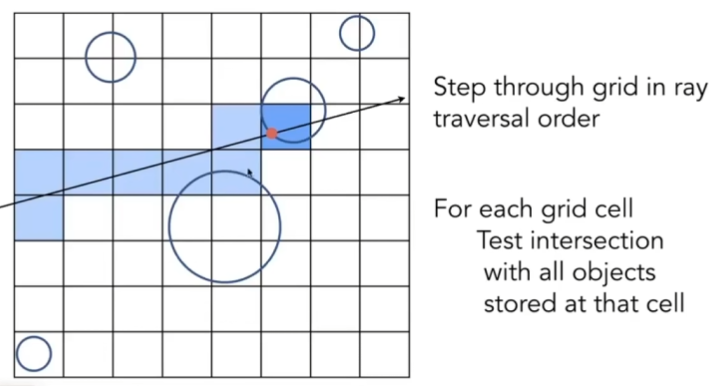 Step through grid in ray
traversal order
For each grid cell
Test intersection
with all objects
stored at that cell